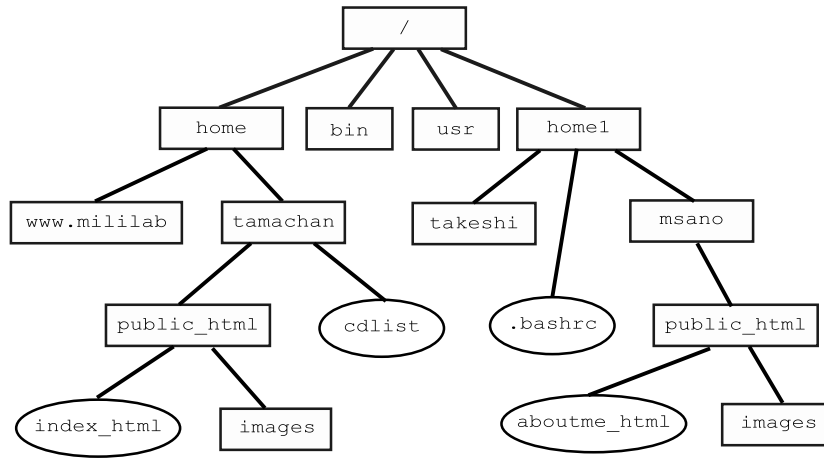 /
home
bin
usr
home1
www.mililab
tamachan
takeshi
msano
public_html
cdlist
.bashrc
public_html
index_html
images
aboutme_html
images